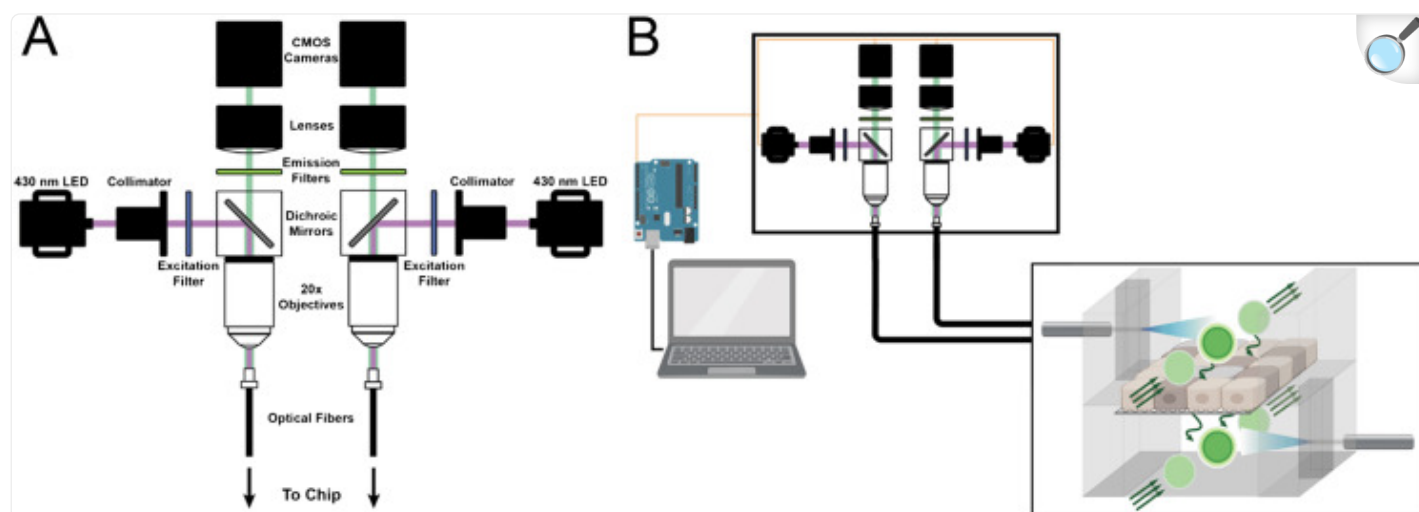 A
CMOS
Cameras
Lenses
Emission
Filters
430 nm LED
Collimator
Collimator
430 nm LED
Dichroic
Mirrors
Excitation
Filter
Excitation
Filter
20x
Objectives
Optical Fibers
To Chip
B